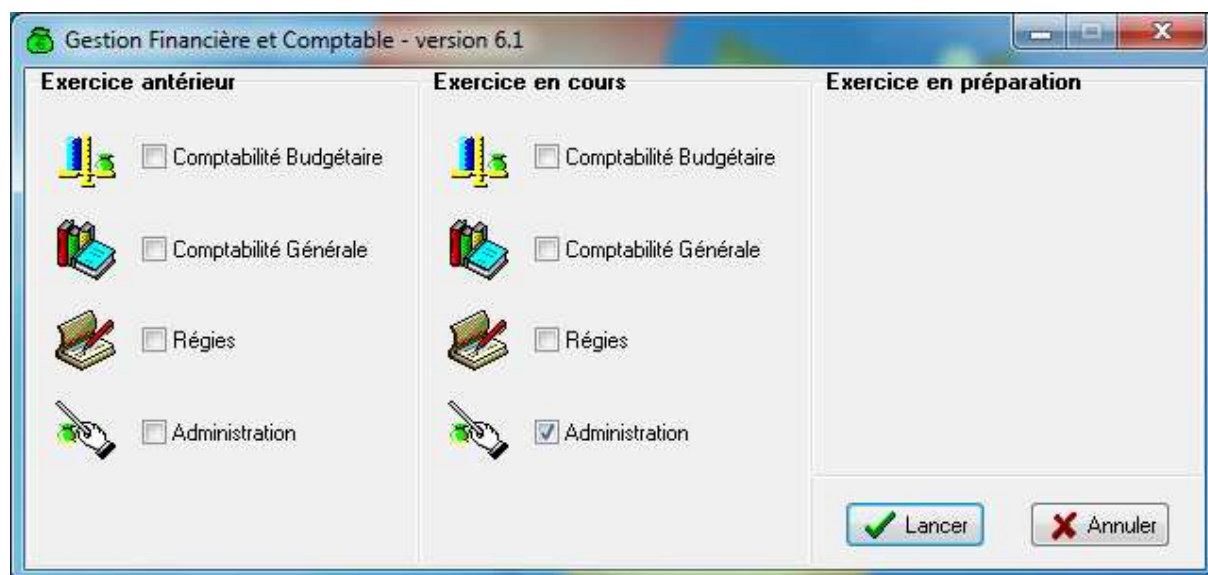 Gestion Financière et Comptable - version 6.1
Exercice antérieur
Comptabilité Budgétaire
Comptabilité Générale
Régies
Administration
Exercice en cours
Comptabilité Budgétaire
Comptabilité Générale
Régies
Administration
Exercice en préparation
Lancer
Annuler